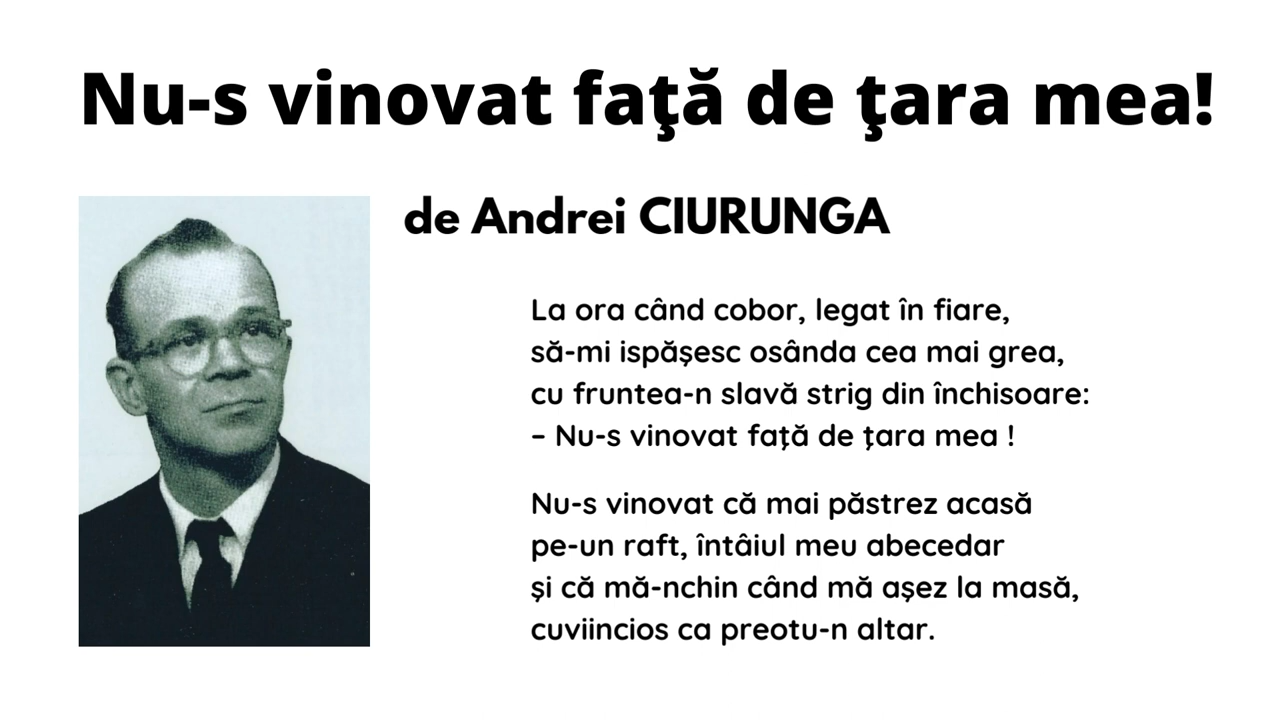 Nu-s vinovat faţă de ţara mea!
de Andrei CIURUNGA
La ora când cobor, legat în fiare,
să-mi ispășesc osânda cea mai grea,
cu fruntea-n slavă strig din închisoare:
– Nu-s vinovat față de țara mea !
Nu-s vinovat că mai păstrez acasă
pe-un raft, întâiul meu abecedar
și că mă-nchin când mă așez la masă,
cuviincios ca preotu-n altar.